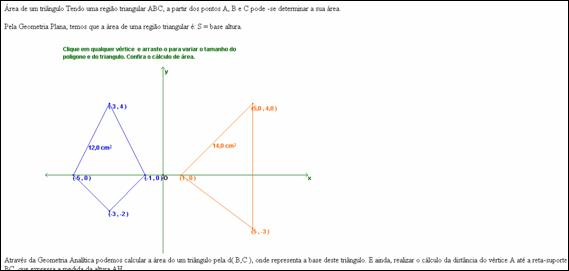 Área de um triângulo Tendo uma região triangular ABC, a partir dos pontos A, B e C pode -se determinar a sua área.
Pela Geometria Plana, temos que a área de uma região triangular é: S = base altura.
Clique em qualquer vértice e arraste o para variar o tamanho do
polígono e do triangulo. Confira o cálculo de área.
y
(-3, 4)
(5,0 , 4,0)
12,0 cm²
14,0 cm²
(-5, 0)
(-1, 0)
O
(1, 0)
x
(-3, -2)
(5, -3)
Através da Geometria Analítica podemos calcular a área do um triângulo pela d( B,C ), onde representa a base deste triângulo. E ainda, realizar o cálculo da distância do vértice A até a reta-suporte
BC, que expressa a medida da altura AH.